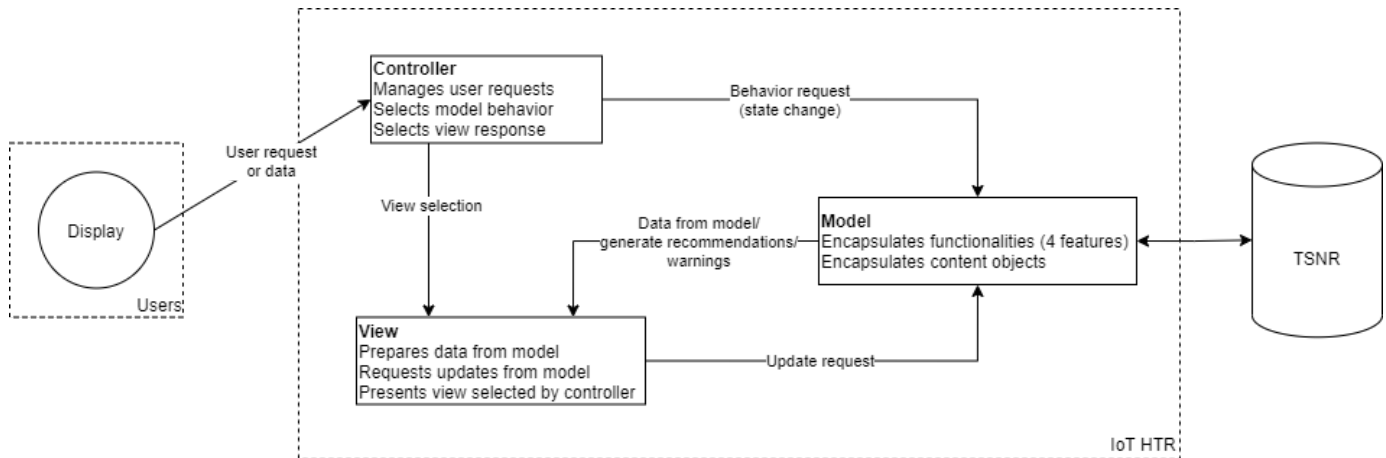 Controller
Manages user requests
Selects model behavior
Selects view response
Behavior request
(state change)
User request
or data
Display
Users
View selection
Data from model/
generate recommendations/
warnings
Model
Encapsulates functionalities (4 features)
Encapsulates content objects
TSNR
View
Prepares data from model
Requests updates from model
Presents view selected by controller
Update request
IoT HTR